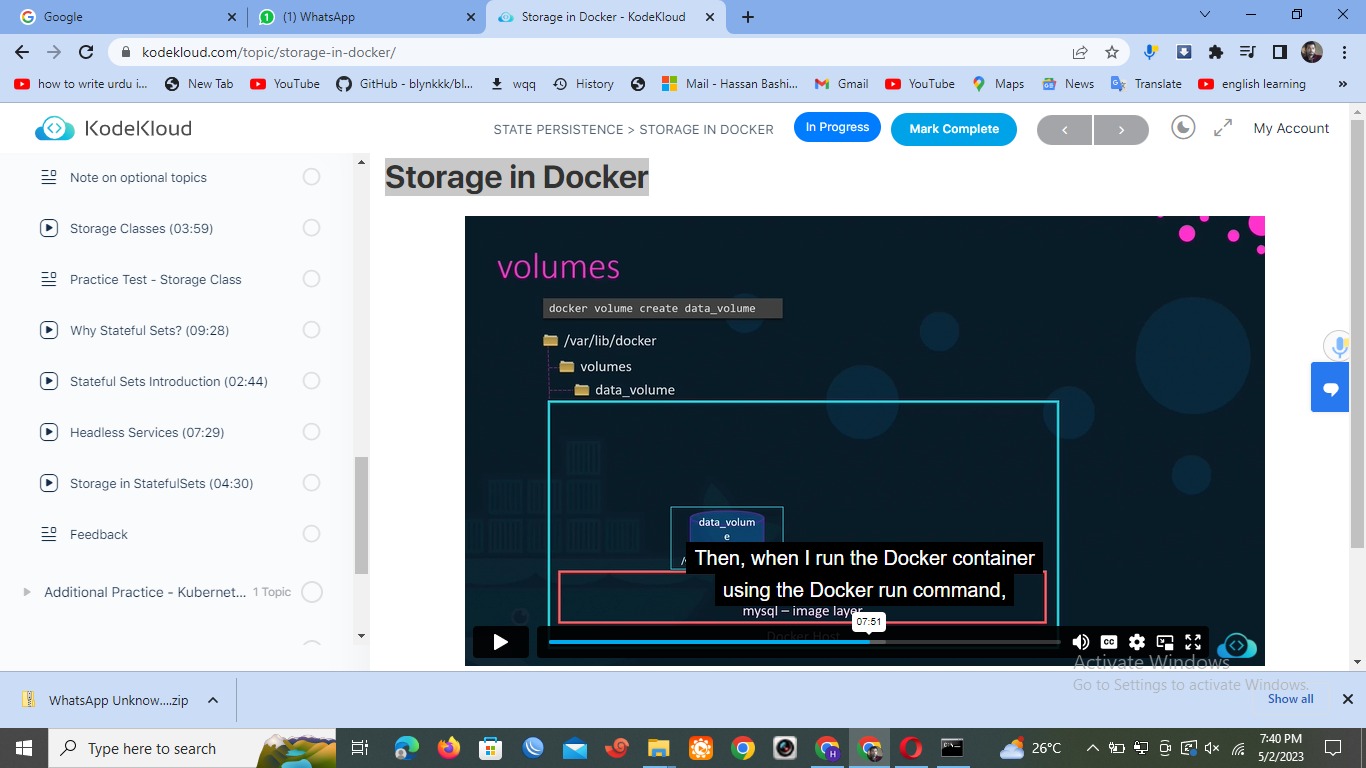 Google
(1) WhatsApp
Storage in Docker - KodeKloud
kodekloud.com/topic/storage-in-docker/
how to write urdu i...
New Tab
YouTube
GitHub - blynkkk/bl...
wqq
History
Mail - Hassan Bashi...
Gmail
YouTube
Maps
News
Translate
english learning
»
KodeKloud
STATE PERSISTENCE > STORAGE IN DOCKER
In Progress
Mark Complete
My Account
Note on optional topics
Storage Classes (03:59)
Practice Test - Storage Class
Why Stateful Sets? (09:28)
Stateful Sets Introduction (02:44)
Headless Services (07:29)
Storage in StatefulSets (04:30)
Feedback
Additional Practice - Kubernet...
1 Topic
Storage in Docker
volumes
docker volume create data_volume
/var/lib/docker
volumes
data_volume
data_volum
e
Then, when I run the Docker container
using the Docker run command,
mysql – image layer
07:51
Docker Host
CC
Activate Windows
Go to Settings to activate Windows.
WhatsApp Unknow....zip
Show all
Type here to search
26°C
7:40 PM
5/2/2023